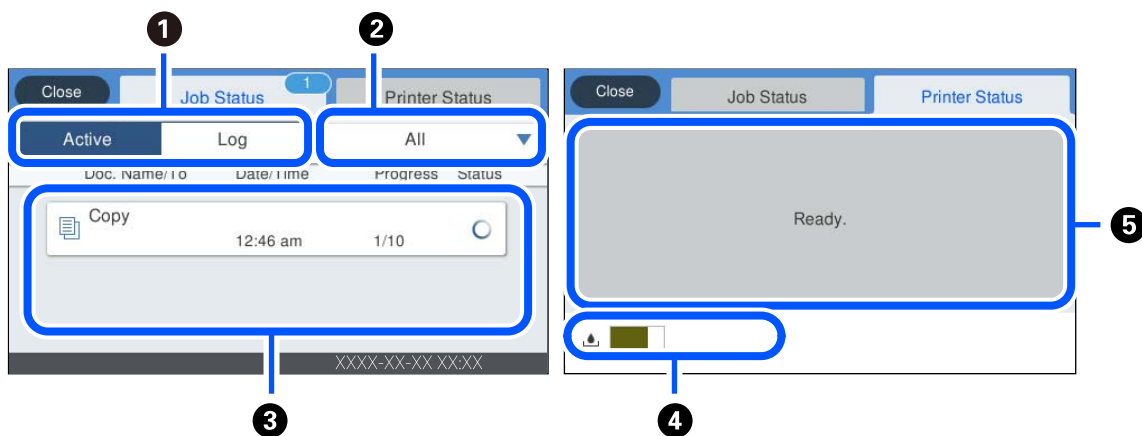 1 2
Close Job Status 1 Printer Status
Active Log All
Doc. Name/To Date/Time Progress Status
Copy
12:46 am 1/10
XXXX-XX-XX XX:XX
3
Close Job Status Printer Status
Ready.
5
4